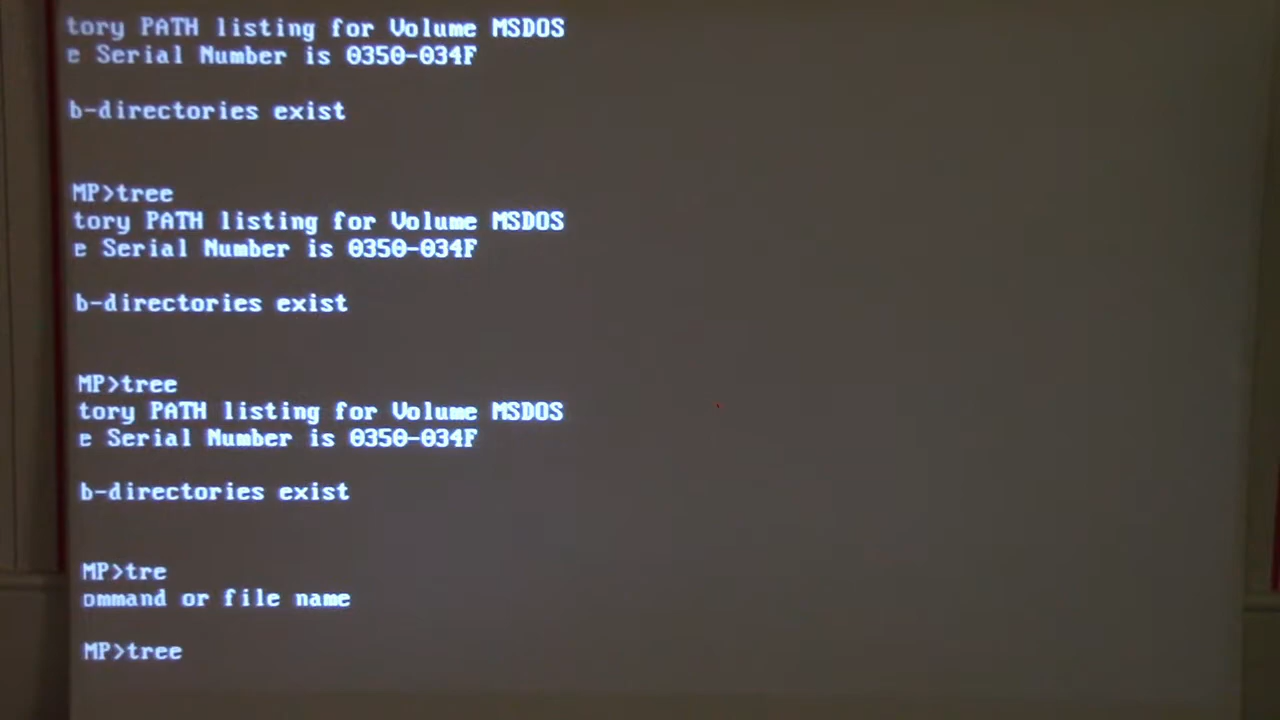 tory PATH listing for Volume MSDOS
e Serial Number is 0350-034F
b-directories exist
MP>tree
tory PATH listing for Volume MSDOS
e Serial Number is 0350-034F
b-directories exist
MP>tree
tory PATH listing for Volume MSDOS
e Serial Number is 0350-034F
b-directories exist
MP>tre
ommand or file name
MP>tree